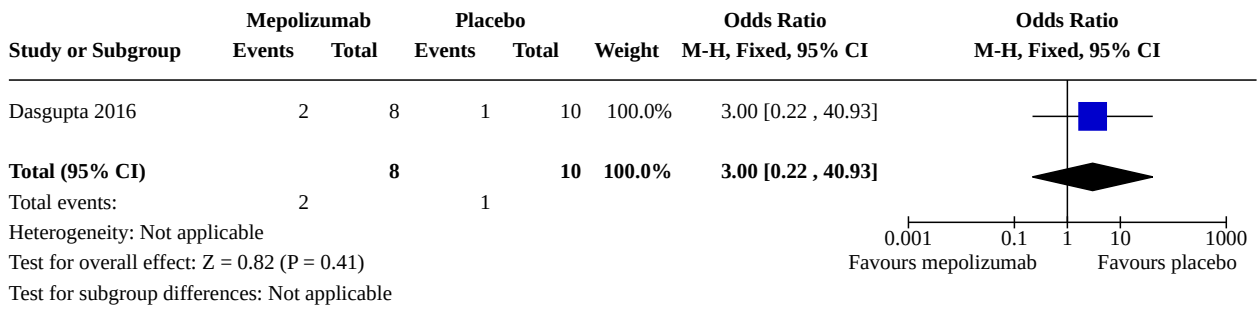 Mepolizumab Placebo Odds Ratio Odds Ratio
Study or Subgroup Events Total Events Total Weight M-H, Fixed, 95% CI M-H, Fixed, 95% CI
Dasgupta 2016 2 8 1 10 100.0% 3.00 [0.22 , 40.93]
Total (95% CI) 8 10 100.0% 3.00 [0.22 , 40.93]
Total events: 2 1
Heterogeneity: Not applicable 0.001 0.1 1 10 1000
Test for overall effect: Z = 0.82 (P = 0.41) Favours mepolizumab Favours placebo
Test for subgroup differences: Not applicable